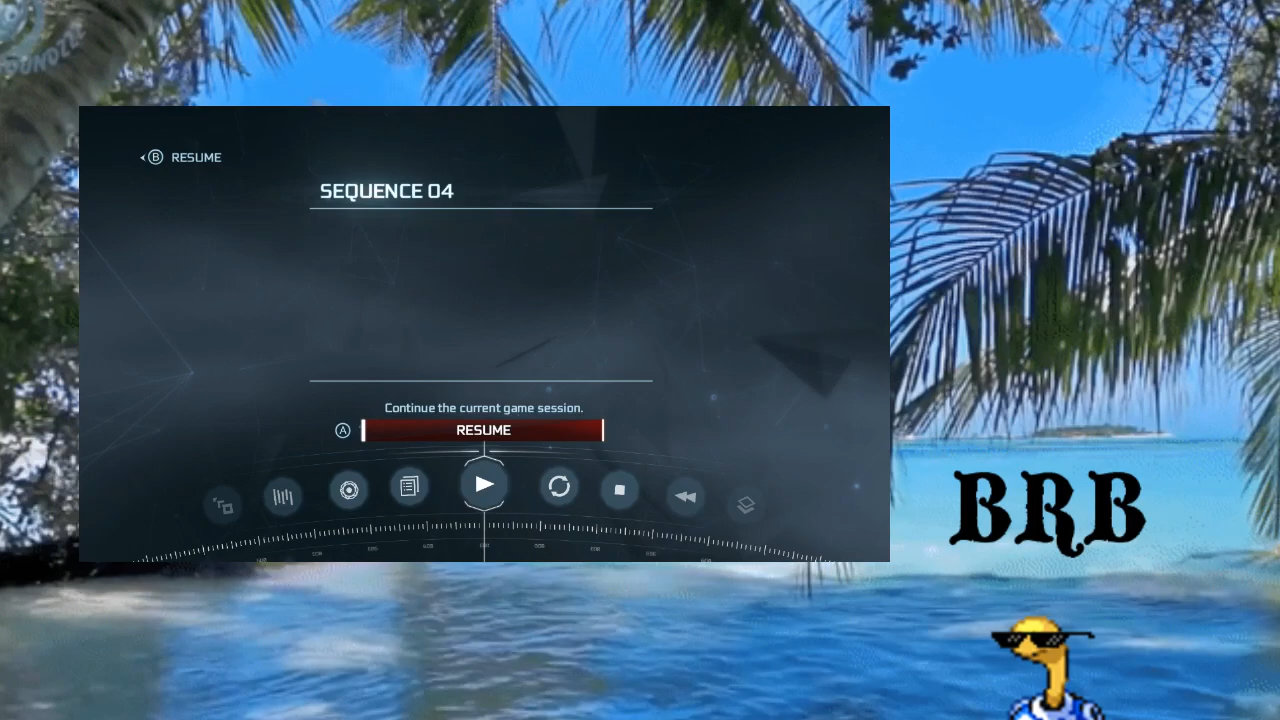 B RESUME
SEQUENCE 04
Continue the current game session.
A RESUME
BRB